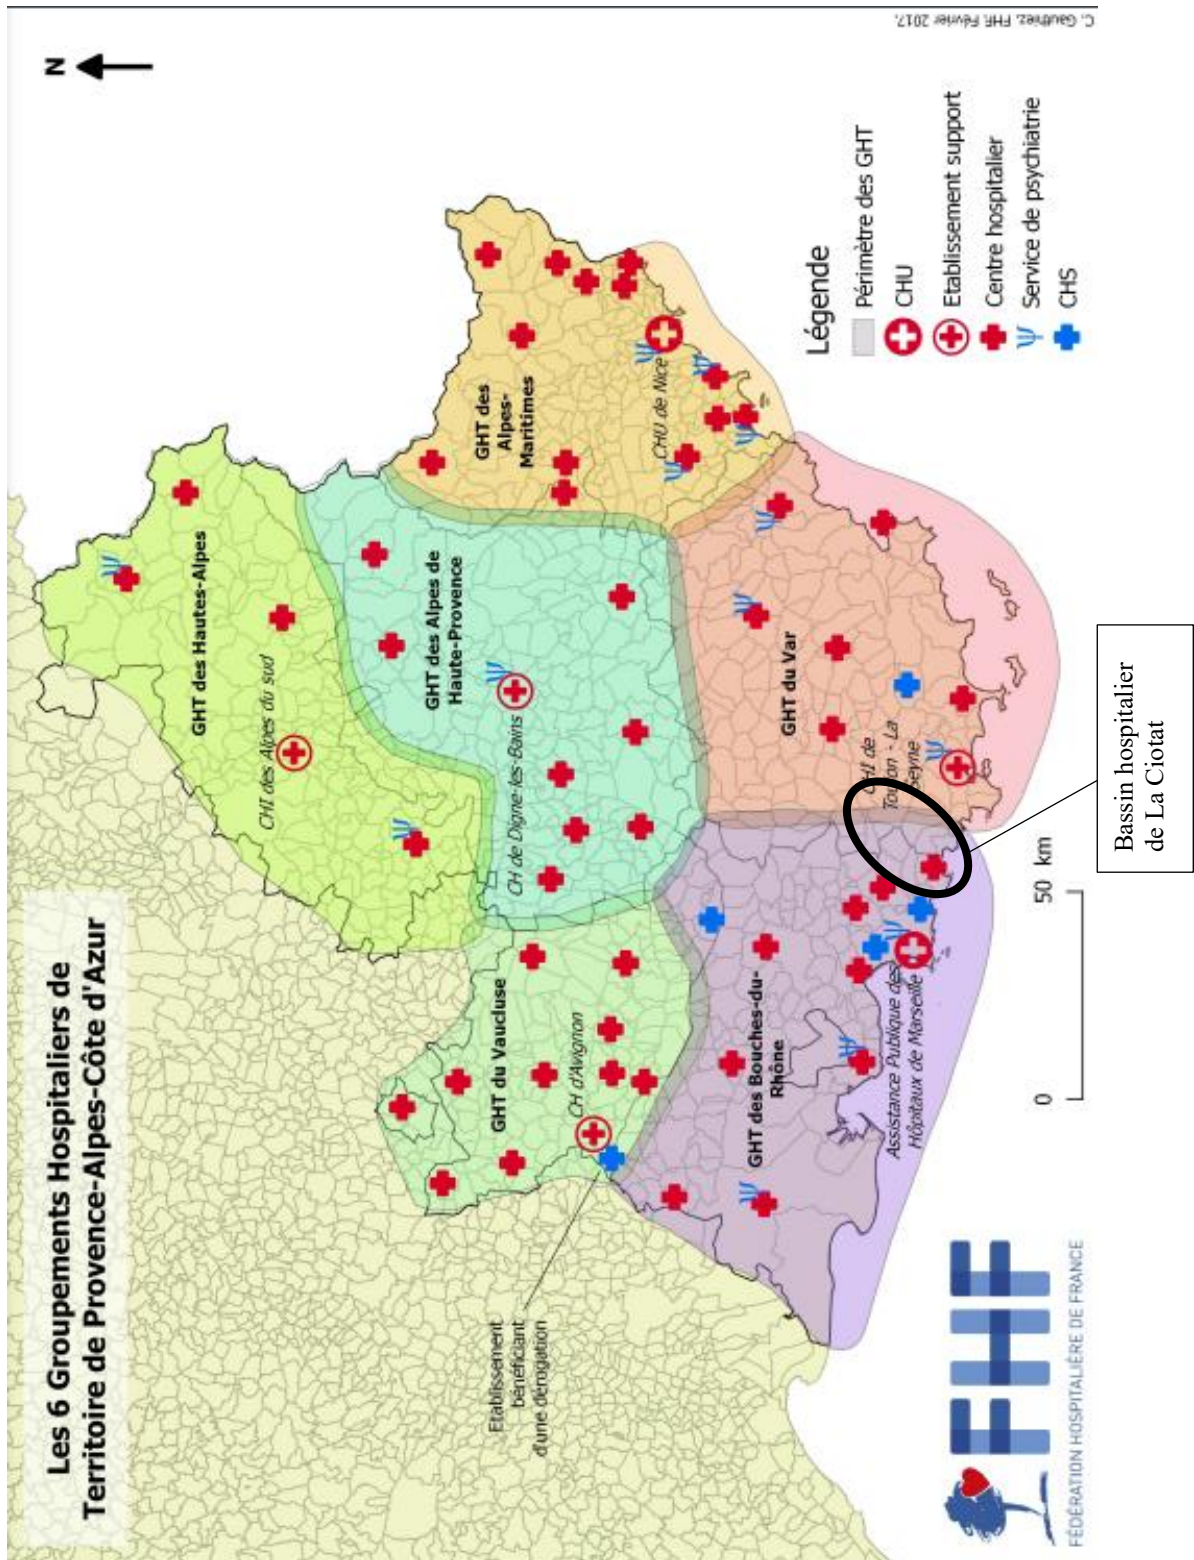 Les 6 Groupements Hospitaliers de
Territoire de Provence-Alpes-Côte d'Azur
N
C. Gauthiez, FHF, Février 2017.
GHT des Hautes-Alpes
CHI des Alpes du sud
GHT des Alpes de
Haute-Provence
CH de Digne-les-Bains
GHT des
Alpes-
Maritimes
CHU de Nice
GHT du Vaucluse
CH d'Avignon
Etablissement
bénéficiant
d'une dérogation
GHT des Bouches-du-
Rhône
Assistance Publique des
Hôpitaux de Marseille
GHT du Var
CHI de
Toulon - La
Seyne
Légende
Périmètre des GHT
CHU
Etablissement support
Centre hospitalier
Service de psychiatrie
CHS
0 50 km
Bassin hospitalier
de La Ciotat
FHF
FÉDÉRATION HOSPITALIÈRE DE FRANCE